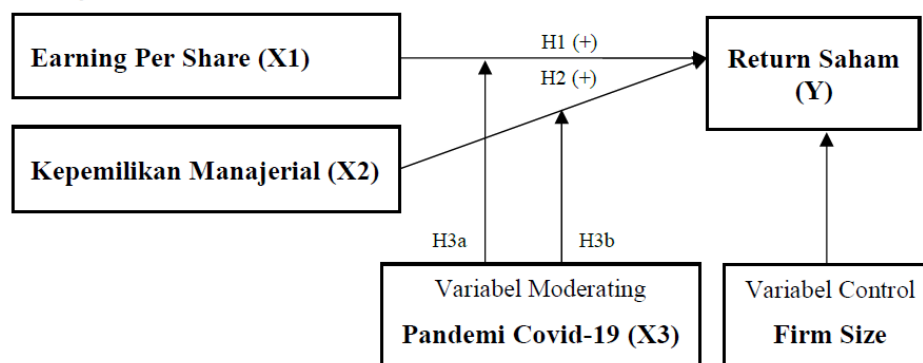 Earning Per Share (X1)
H1 (+)
H2 (+)
Return Saham
(Y)
Kepemilikan Manajerial (X2)
H3a
H3b
Variabel Moderating
Pandemi Covid-19 (X3)
Variabel Control
Firm Size